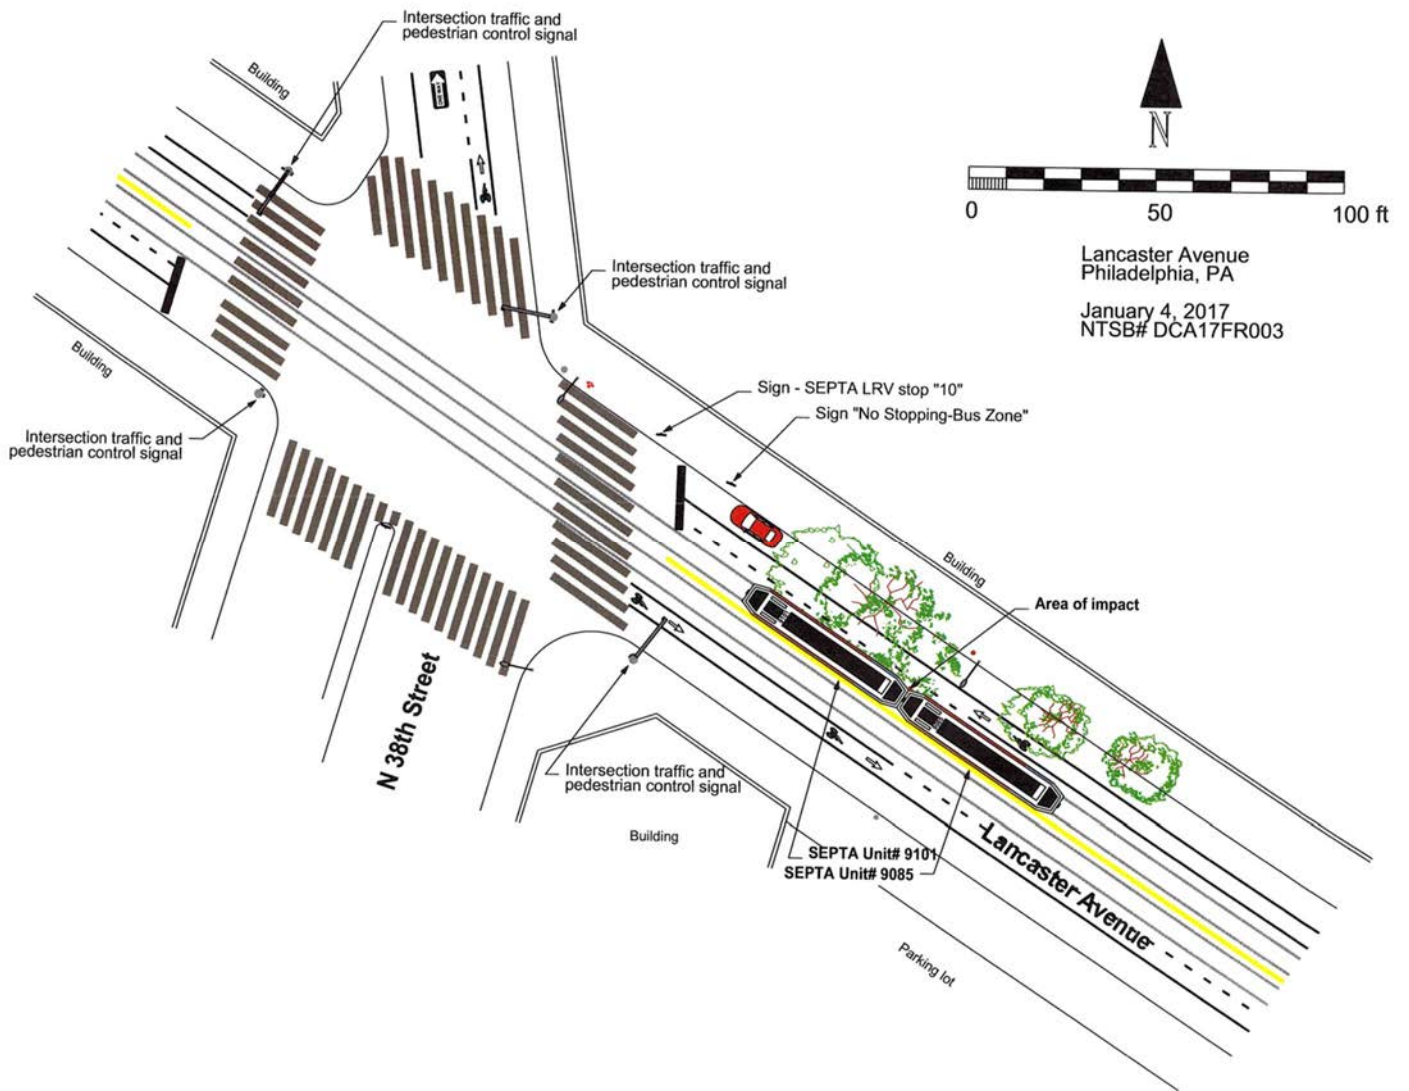 Intersection traffic and
pedestrian control signal
Building
ONE WAY
N
0
50
100 ft
Lancaster Avenue
Philadelphia, PA
January 4, 2017
NTSB# DCA17FR003
Intersection traffic and
pedestrian control signal
Building
Sign - SEPTA LRV stop "10"
Sign "No Stopping-Bus Zone"
Intersection traffic and
pedestrian control signal
Building
Area of impact
N 38th Street
Intersection traffic and
pedestrian control signal
Building
SEPTA Unit# 9101
SEPTA Unit# 9085
Lancaster Avenue
Parking lot